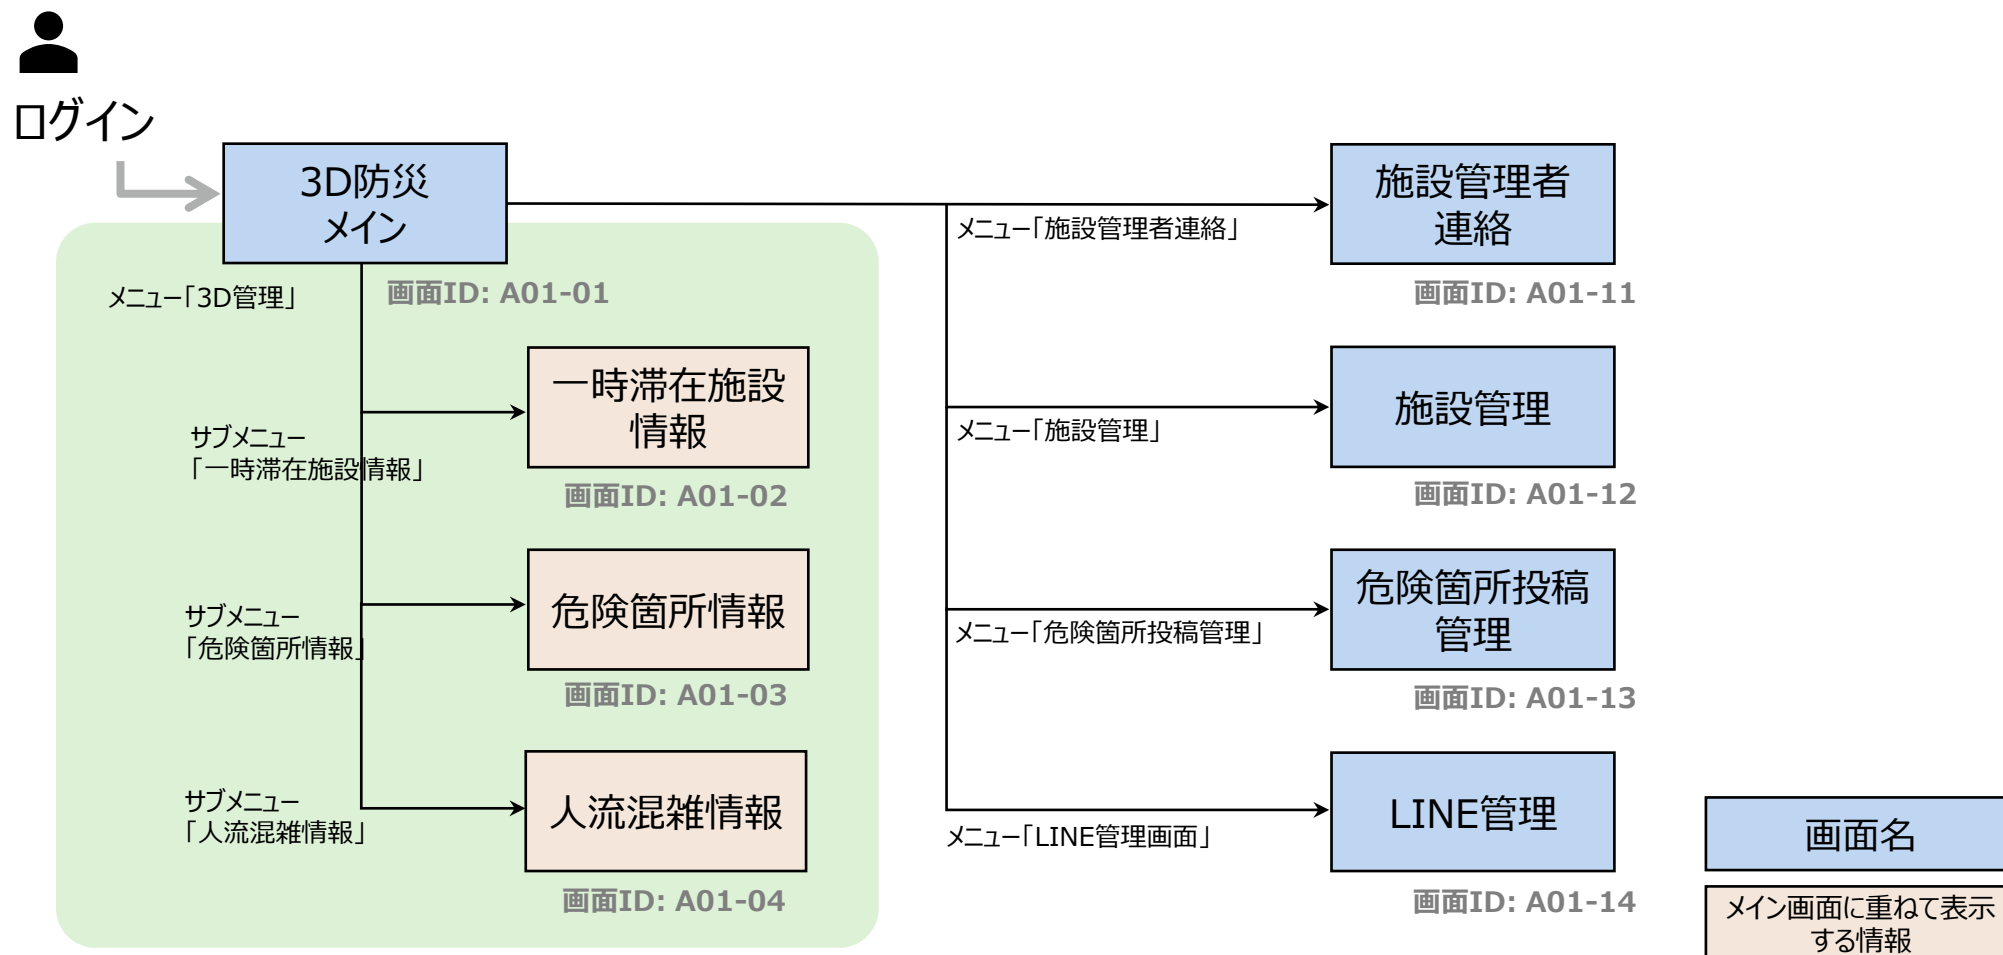 ログイン
3D防災
メイン
メニュー「3D管理」
画面ID: A01-01
サブメニュー
「一時滞在施設情報」
一時滞在施設
情報
画面ID: A01-02
サブメニュー
「危険箇所情報」
危険箇所情報
画面ID: A01-03
サブメニュー
「人流混雑情報」
人流混雑情報
画面ID: A01-04
メニュー「施設管理者連絡」
施設管理者
連絡
画面ID: A01-11
メニュー「施設管理」
施設管理
画面ID: A01-12
メニュー「危険箇所投稿管理」
危険箇所投稿
管理
画面ID: A01-13
メニュー「LINE管理画面」
LINE管理
画面ID: A01-14
画面名
メイン画面に重ねて表示
する情報